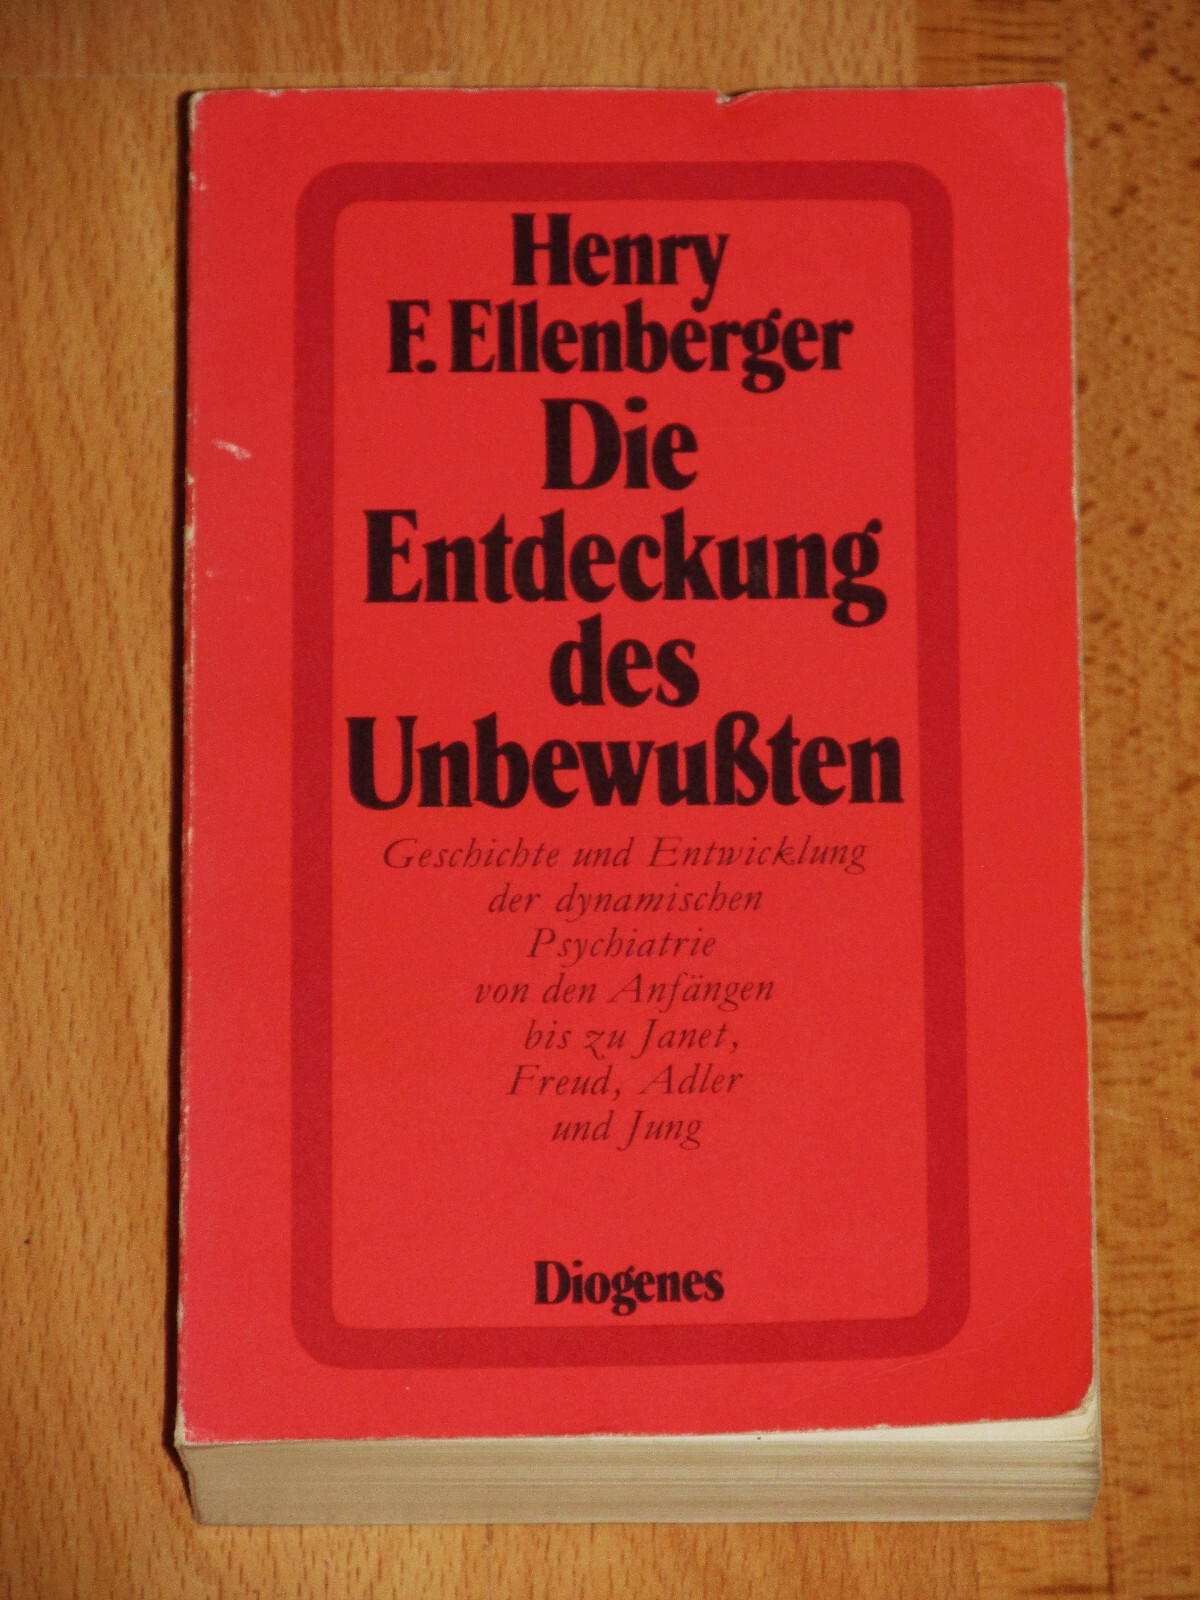 Henry
F. Ellenberger
Die
Entdeckung
des
Unbewußten
Geschichte und Entwicklung
der dynamischen
Psychiatrie
von den Anfängen
bis zu Janet,
Freud, Adler
und Jung
Diogenes